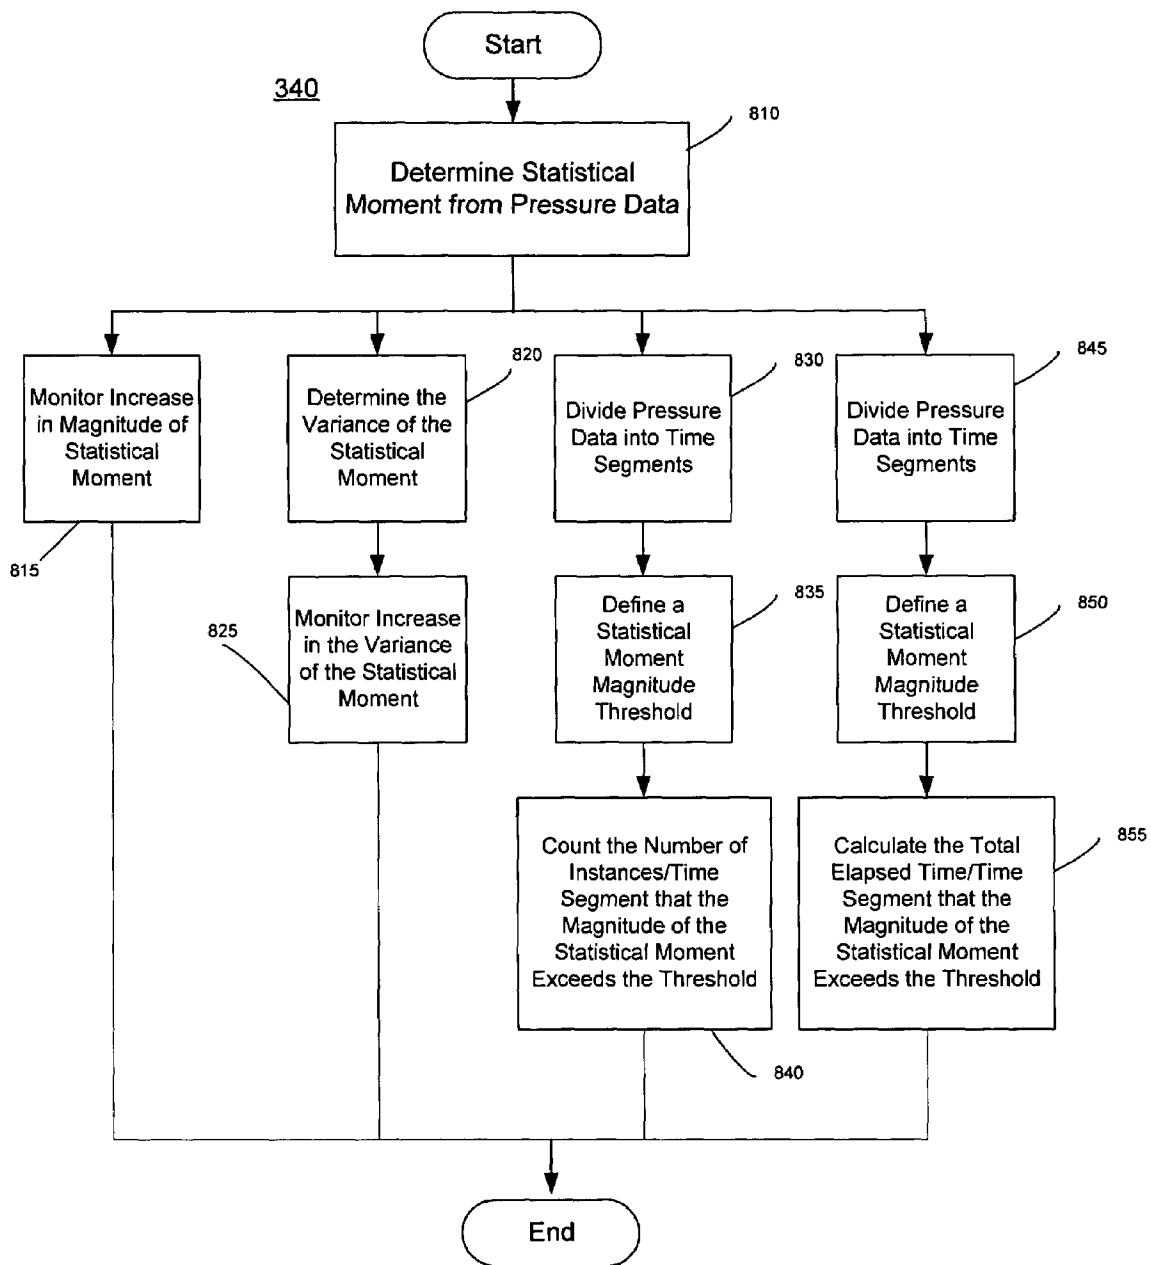 Start
340
810
Determine Statistical
Moment from Pressure Data
Monitor Increase
in Magnitude of
Statistical
Moment
815
820
Determine the
Variance of the
Statistical
Moment
830
Divide Pressure
Data into Time
Segments
845
Divide Pressure
Data into Time
Segments
825
Monitor Increase
in the Variance
of the Statistical
Moment
835
Define a
Statistical
Moment
Magnitude
Threshold
850
Define a
Statistical
Moment
Magnitude
Threshold
Count the Number of
Instances/Time
Segment that the
Magnitude of the
Statistical Moment
Exceeds the Threshold
840
855
Calculate the Total
Elapsed Time/Time
Segment that the
Magnitude of the
Statistical Moment
Exceeds the Threshold
End